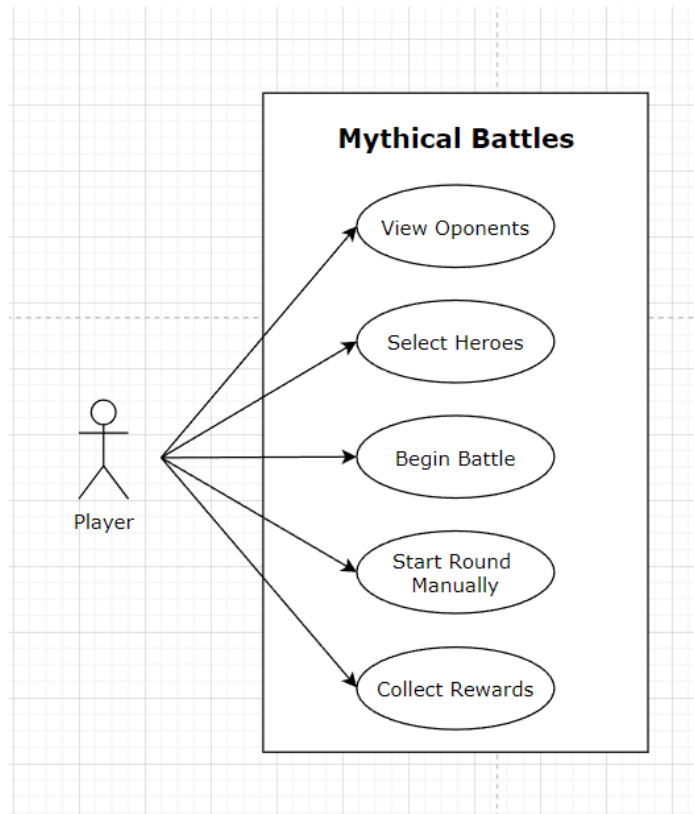 Mythical Battles
View Oponents
Select Heroes
Begin Battle
Start Round
Manually
Collect Rewards
Player